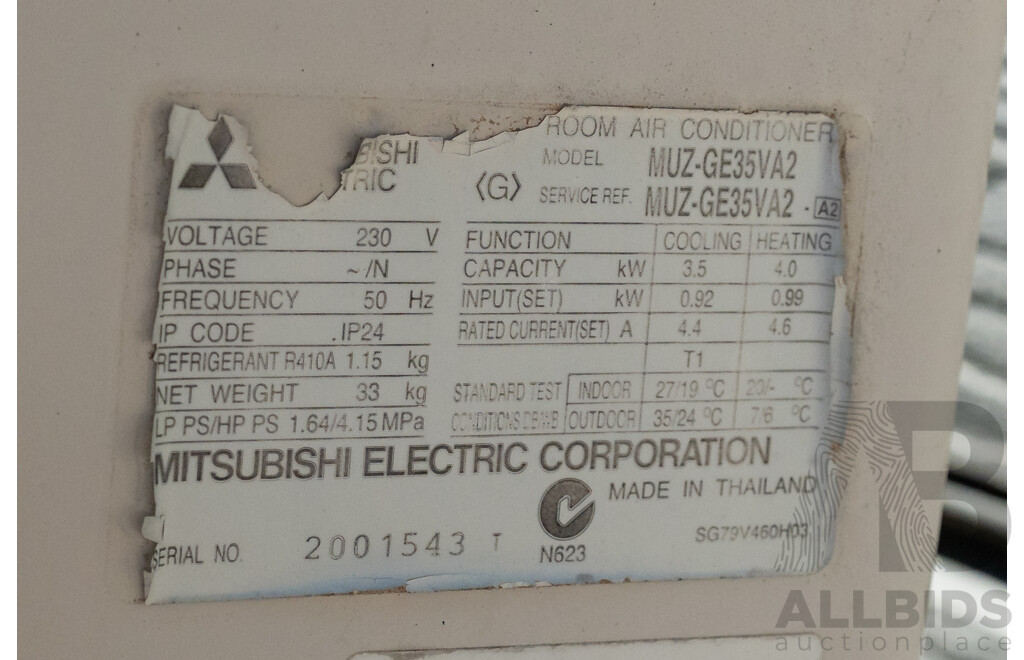 BISHI
TRIC
ROOM AIR CONDITIONER
MODEL MUZ-GE35VA2
⟨G⟩ SERVICE REF. MUZ-GE35VA2 - A2
VOLTAGE 230 V
PHASE ~/N
FREQUENCY 50 Hz
IP CODE .IP24
REFRIGERANT R410A 1.15 kg
NET WEIGHT 33 kg
LP PS/HP PS 1.64/4.15 MPa
FUNCTION COOLING HEATING
CAPACITY kW 3.5 4.0
INPUT(SET) kW 0.92 0.99
RATED CURRENT(SET) A 4.4 4.6
T1
STANDARD TEST INDOOR 27/19 °C 20/- °C
CONDITIONS DB/WB OUTDOOR 35/24 °C 7/6 °C
MITSUBISHI ELECTRIC CORPORATION
MADE IN THAILAND
N623
SG79V460H03
SERIAL NO. 2001543 T
ALLBIDS
auctionplace